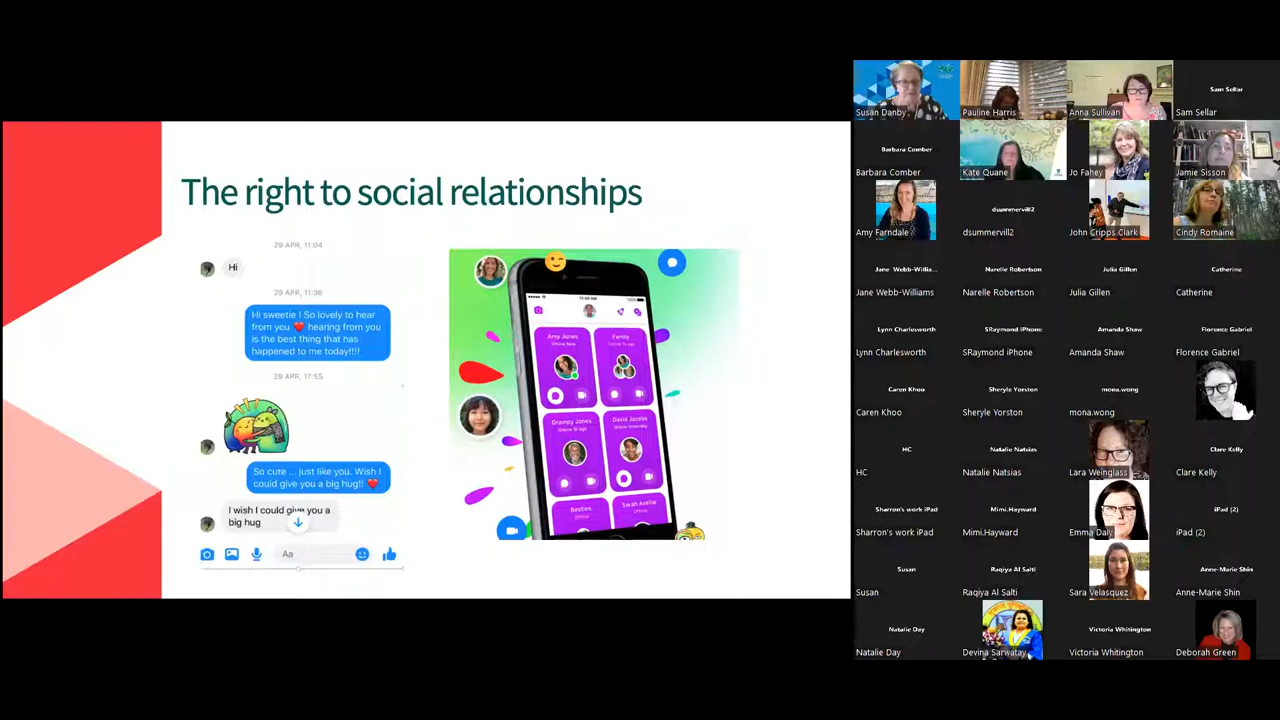 The right to social relationships
29 APR, 11:04
Hi
29 APR, 11:36
Hi sweetie ! So lovely to hear
from you ❤️ hearing from you
is the best thing that has
happened to me today!!!!
29 APR, 17:55
So cute ... just like you. Wish I
could give you a big hug!! ❤️
I wish I could give you a
big hug
Aa
Amy Jones
Family
Grampy Jones
David Jacobs
Online Yesterday
Besties
Offline
Susan Danby
Pauline Harris
Anna Sullivan
Sam Sellar
Sam Sellar
Barbara Comber
Barbara Comber
Kate Quane
Jo Fahey
Jamie Sisson
Amy Farndale
dsummervill2
dsummervill2
John Cripps Clark
Cindy Romaine
Jane Webb-Willia...
Narelle Robertson
Julia Gillen
Catherine
Jane Webb-Williams
Narelle Robertson
Julia Gillen
Catherine
Lynn Charlesworth
SRaymond iPhone
Amanda Shaw
Florence Gabriel
Lynn Charlesworth
SRaymond iPhone
Amanda Shaw
Florence Gabriel
Caren Khoo
Sheryle Yorston
mona.wong
Caren Khoo
Sheryle Yorston
mona.wong
HC
Natalie Natsias
Clare Kelly
HC
Natalie Natsias
Lara Weinglass
Clare Kelly
Sharron's work iPad
Mimi.Hayward
iPad (2)
Sharron's work iPad
Mimi.Hayward
Emma Daly
iPad (2)
Susan
Raqiya Al Salti
Anne-Marie Shin
Susan
Raqiya Al Salti
Sara Velasquez
Anne-Marie Shin
Natalie Day
Victoria Whitington
Natalie Day
Devina Sarwatay
Victoria Whitington
Deborah Green